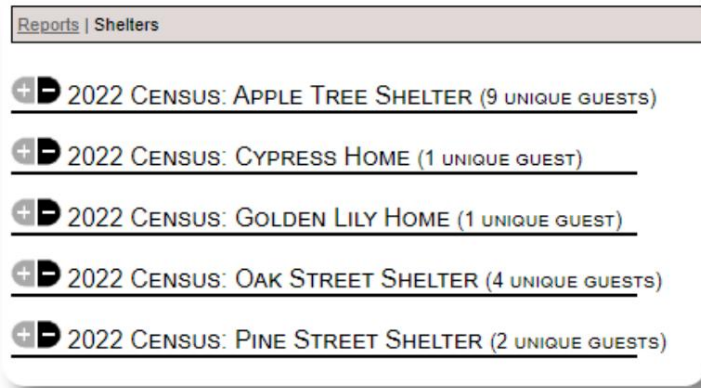 Reports | Shelters
2022 Census: Apple Tree Shelter (9 unique guests)
2022 Census: Cypress Home (1 unique guest)
2022 Census: Golden Lily Home (1 unique guest)
2022 Census: Oak Street Shelter (4 unique guests)
2022 Census: Pine Street Shelter (2 unique guests)